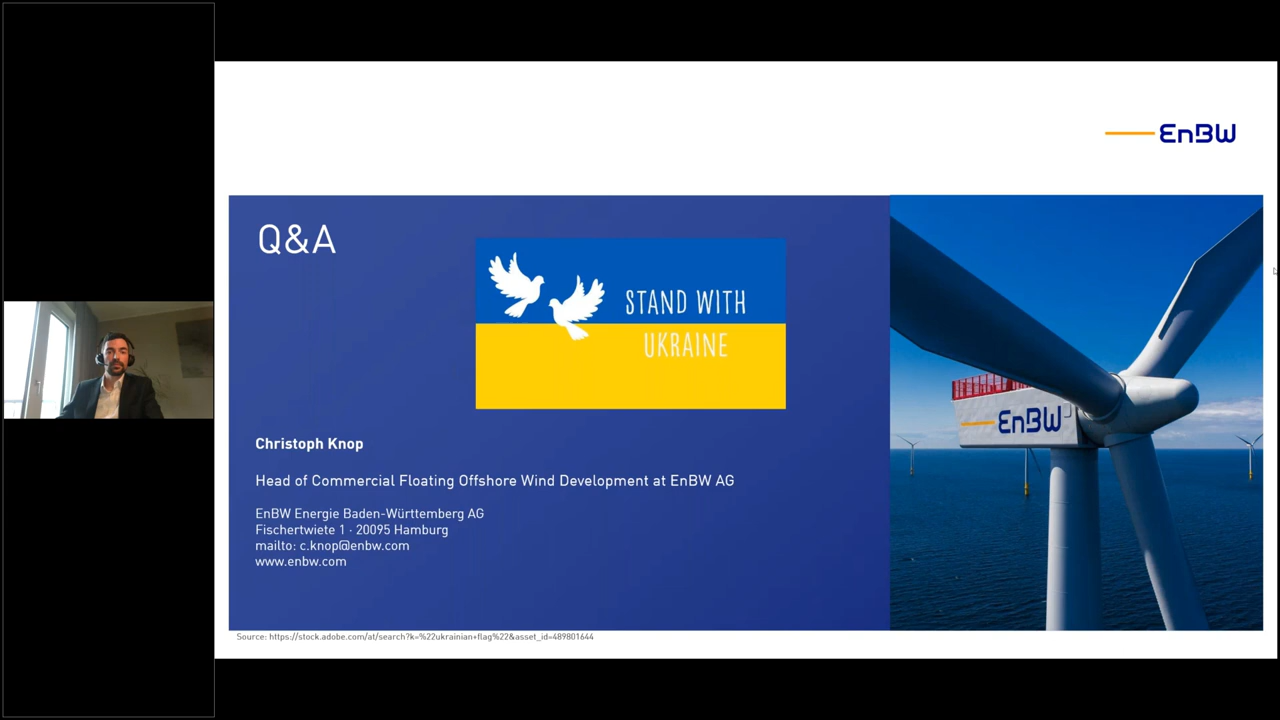 EnBW
Q&A
STAND WITH
UKRAINE
EnBW
Christoph Knop
Head of Commercial Floating Offshore Wind Development at EnBW AG
EnBW Energie Baden-Württemberg AG
Fischertwiete 1 · 20095 Hamburg
mailto: c.knop@enbw.com
www.enbw.com
Source: https://stock.adobe.com/at/search?k=%22ukrainian+flag%22&asset_id=489801644